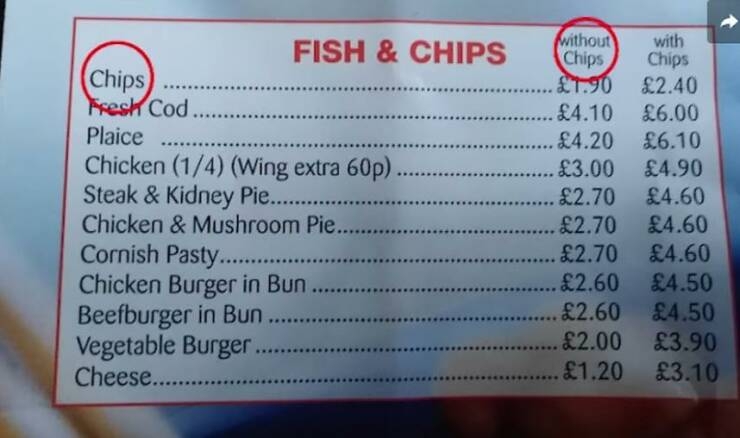 FISH & CHIPS without Chips with Chips
Chips £1.90 £2.40
Fresh Cod £4.10 £6.00
Plaice £4.20 £6.10
Chicken (1/4) (Wing extra 60p) £3.00 £4.90
Steak & Kidney Pie £2.70 £4.60
Chicken & Mushroom Pie £2.70 £4.60
Cornish Pasty £2.70 £4.60
Chicken Burger in Bun £2.60 £4.50
Beefburger in Bun £2.60 £4.50
Vegetable Burger £2.00 £3.90
Cheese £1.20 £3.10